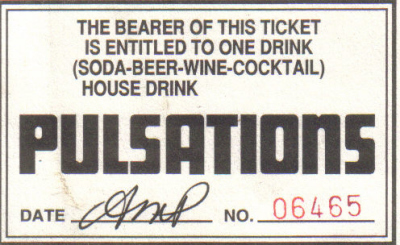 THE BEARER OF THIS TICKET
IS ENTITLED TO ONE DRINK
(SODA-BEER-WINE-COCKTAIL)
HOUSE DRINK
PULSATIONS
DATE NO. 06465